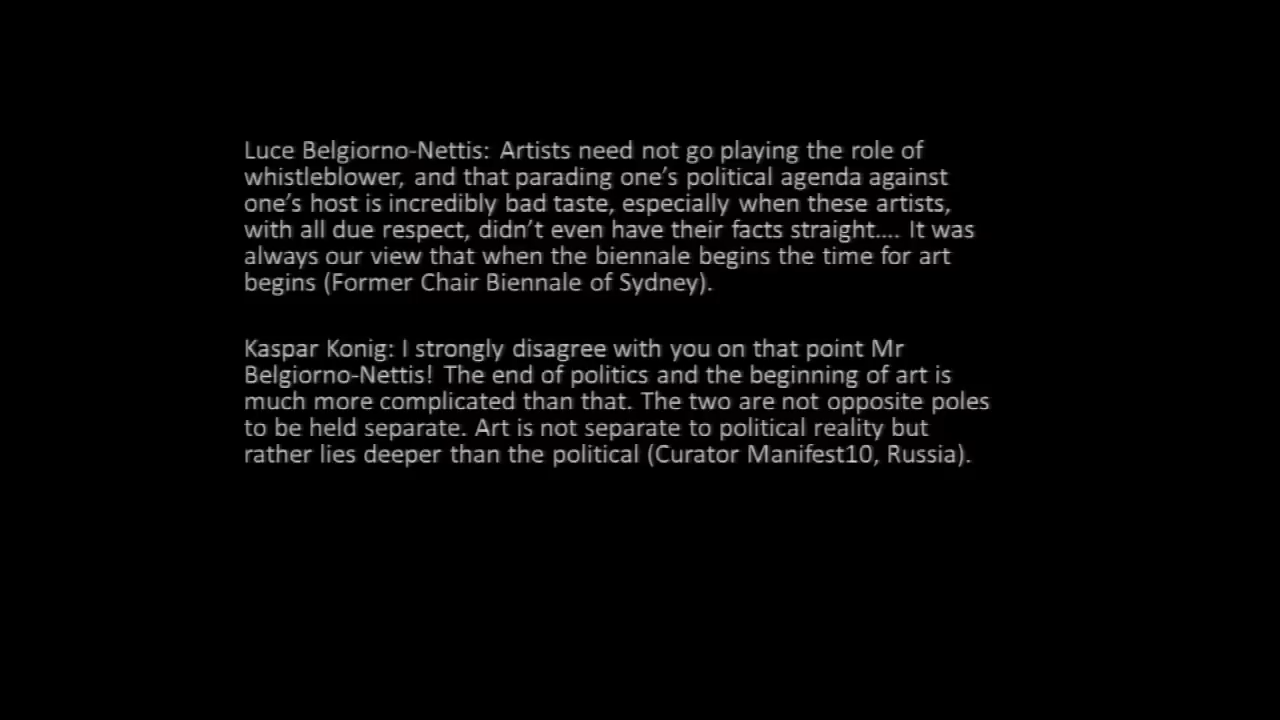 Luce Belgiorno-Nettis: Artists need not go playing the role of
whistleblower, and that parading one's political agenda against
one's host is incredibly bad taste, especially when these artists,
with all due respect, didn't even have their facts straight.... It was
always our view that when the biennale begins the time for art
begins (Former Chair Biennale of Sydney).
Kaspar Konig: I strongly disagree with you on that point Mr
Belgiorno-Nettis! The end of politics and the beginning of art is
much more complicated than that. The two are not opposite poles
to be held separate. Art is not separate to political reality but
rather lies deeper than the political (Curator Manifest10, Russia).